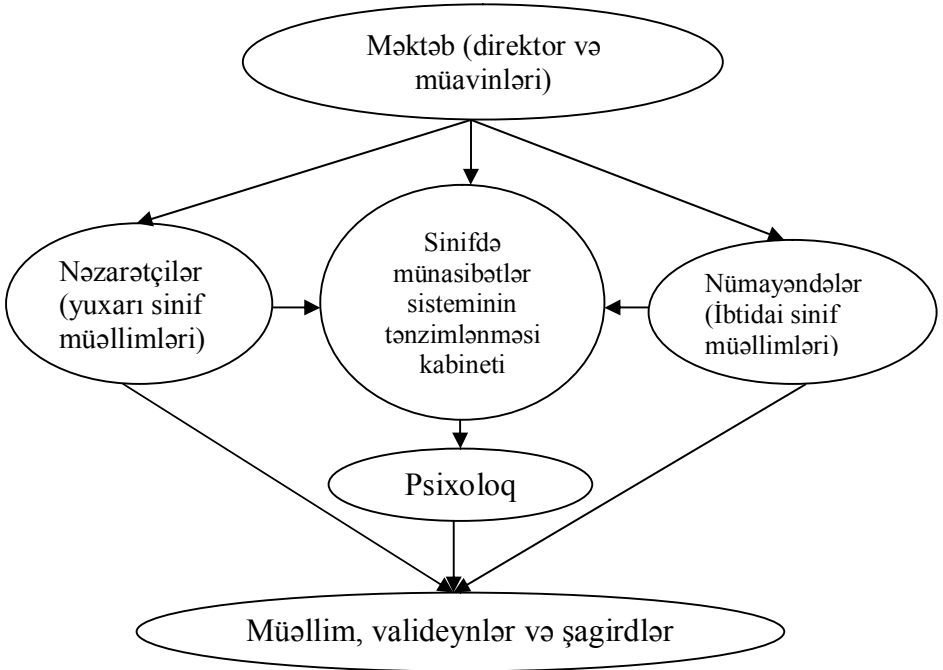 Məktəb (direktor və
müavinləri)
Nəzarətçilər
(yuxarı sinif
müəllimləri)
Sinifdə
münasibətlər
sisteminin
tənzimlənməsi
kabineti
Nümayəndələr
(İbtidai sinif
müəllimləri)
Psixoloq
Müəllim, valideynlər və şagirdlər